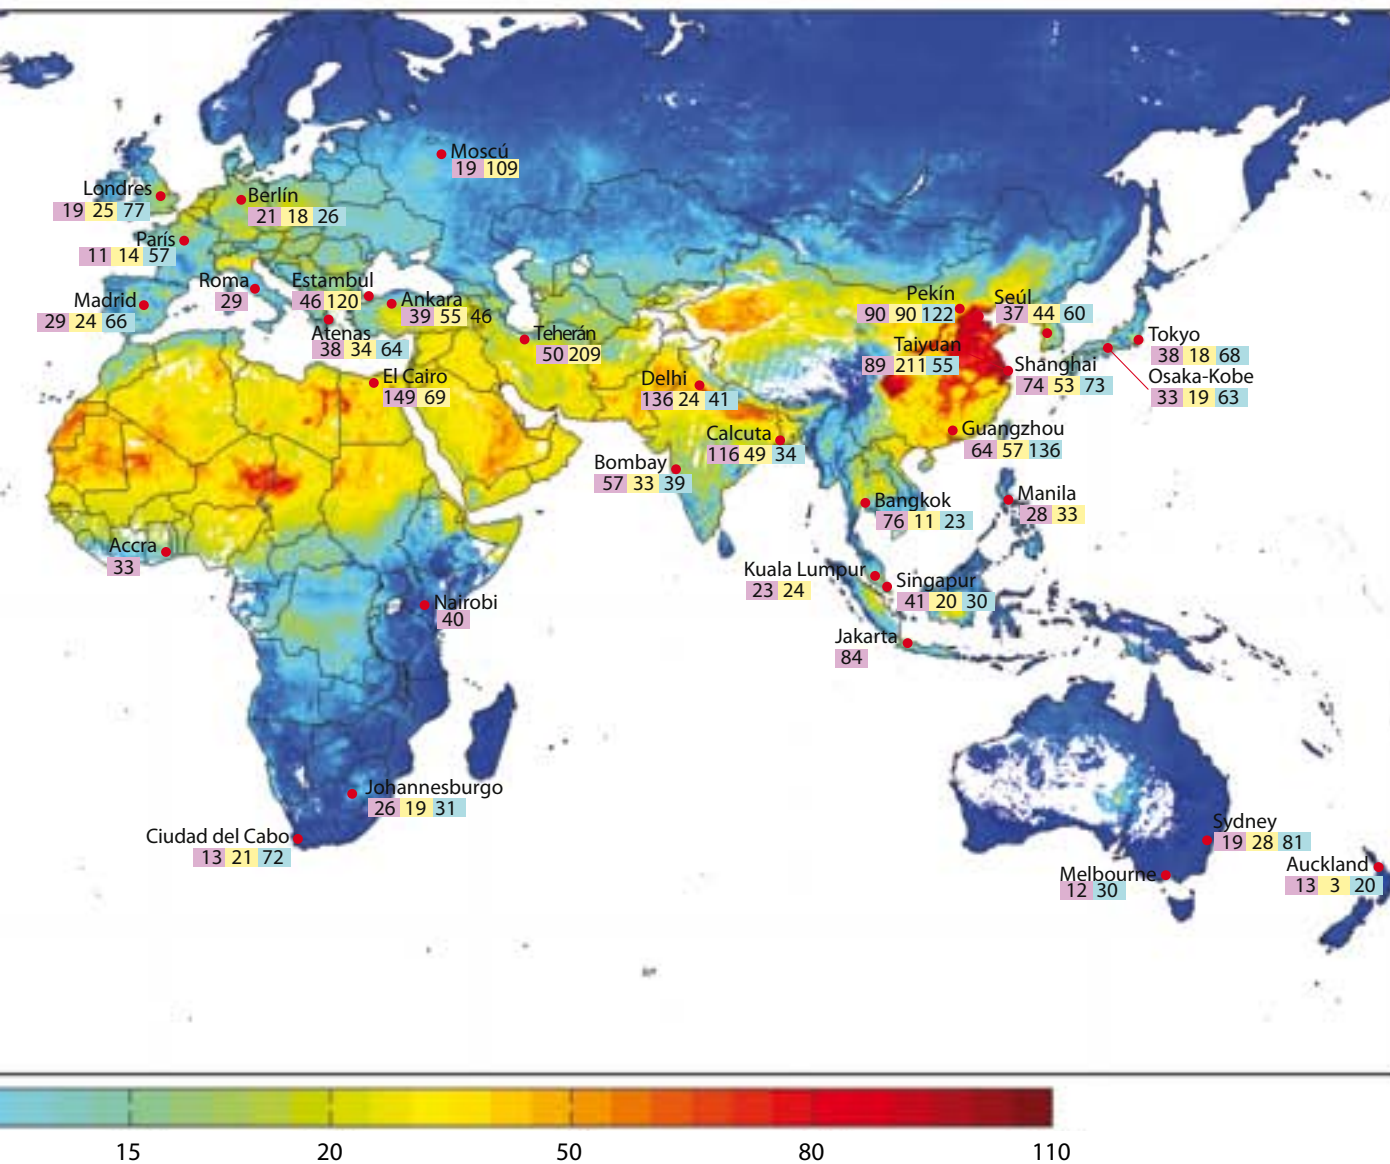 Moscú
19 109
Londres
19 25 77
Berlín
21 18 26
París
11 14 57
Roma
29
Estambul
46 120
Madrid
29 24 66
Ankara
39 55 46
Atenas
38 34 64
Teherán
50 209
El Cairo
149 69
Pekín
90 90 122
Seúl
37 44 60
Taiyuan
89 211 55
Tokyo
38 18 68
Shanghai
74 53 73
Osaka-Kobe
33 19 63
Delhi
136 24 41
Calcuta
116 49 34
Guangzhou
64 57 136
Bombay
57 33 39
Bangkok
76 11 23
Manila
28 33
Accra
33
Kuala Lumpur
23 24
Singapur
41 20 30
Nairobi
40
Jakarta
84
Johannesburgo
26 19 31
Ciudad del Cabo
13 21 72
Sydney
19 28 81
Auckland
13 3 20
Melbourne
12 30
15 20 50 80 110